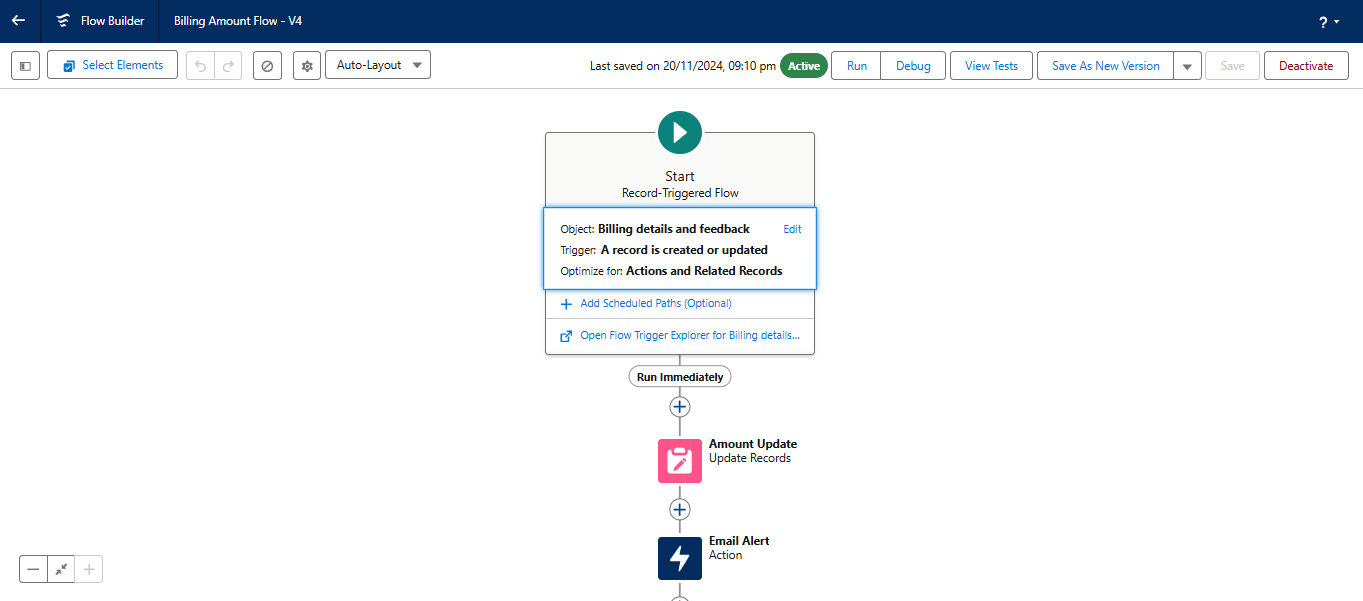 Flow Builder
Billing Amount Flow - V4
?
Select Elements
Auto-Layout
Last saved on 20/11/2024, 09:10 pm
Active
Run
Debug
View Tests
Save As New Version
Save
Deactivate
Start
Record-Triggered Flow
Object: Billing details and feedback
Edit
Trigger: A record is created or updated
Optimize for: Actions and Related Records
Add Scheduled Paths (Optional)
Open Flow Trigger Explorer for Billing details...
Run Immediately
Amount Update
Update Records
Email Alert
Action